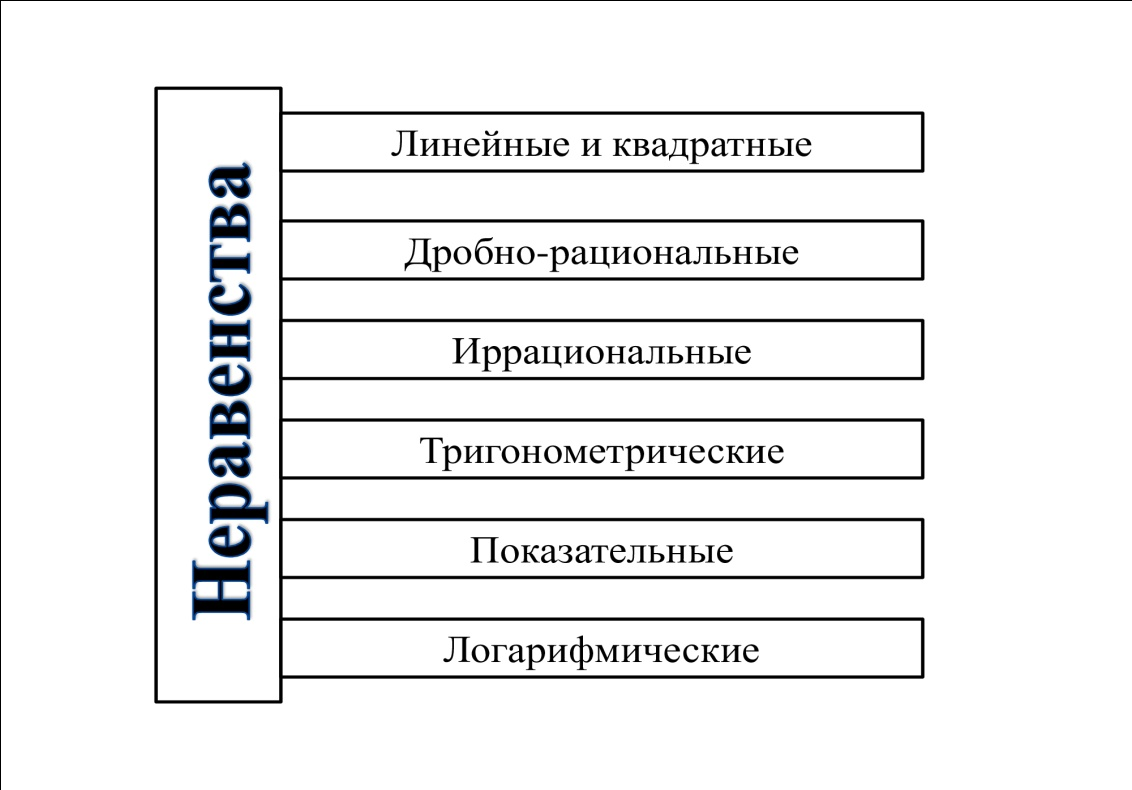 Неравенства
Линейные и квадратные
Дробно-рациональные
Иррациональные
Тригонометрические
Показательные
Логарифмические